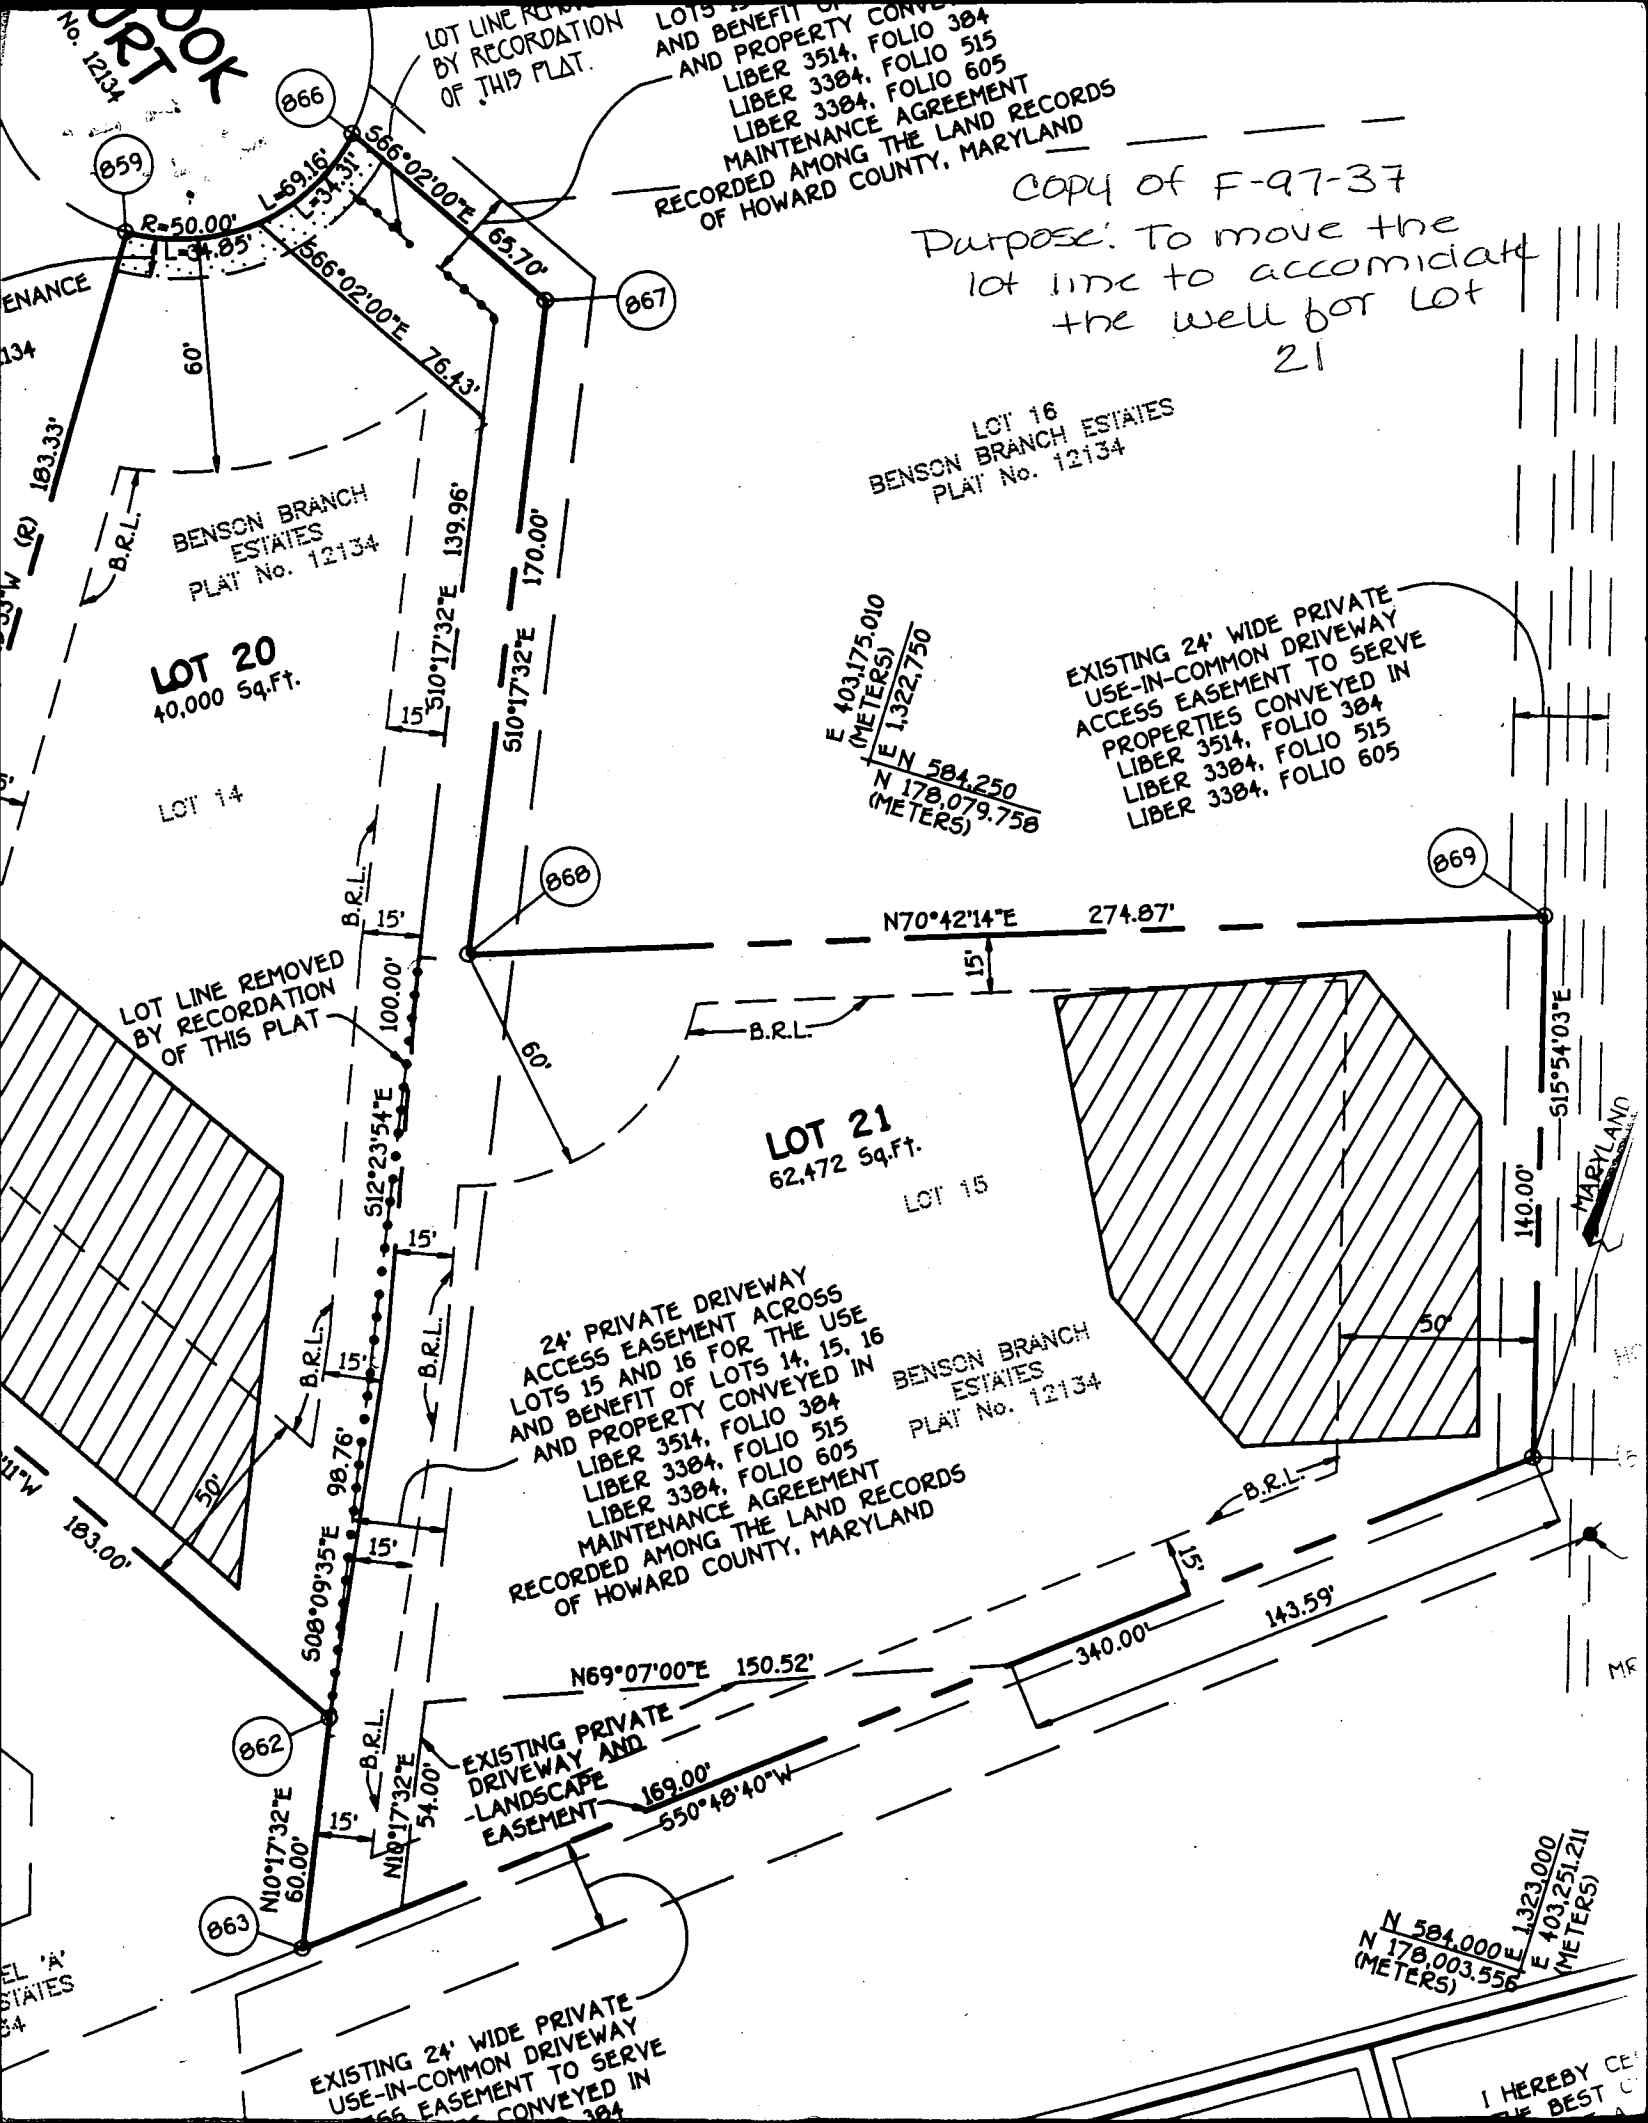 OOK
URT
No. 12134
LOT LINE
BY RECORDATION
OF THIS PLAT.
LOTS
AND BENEFIT
AND PROPERTY
LIBER 3514, FOLIO 384
LIBER 3384, FOLIO 515
LIBER 3384, FOLIO 605
MAINTENANCE AGREEMENT
RECORDED AMONG THE LAND RECORDS
OF HOWARD COUNTY, MARYLAND
Copy of F-97-37
Purpose: To move the
lot line to accomidate
the well for Lot
21
866
859
867
S66°02'00"E
65.70'
L=69.16'
L=34.31'
R=50.00'
L=34.85'
S66°02'00"E
76.43'
ENANCE
134
60'
183.33'
(R)
33"W
B.R.L.
BENSON BRANCH
ESTATES
PLAT No. 12134
LOT 20
40,000 Sq.Ft.
LOT 14
139.96'
S10°17'32"E
15'
170.00'
S10°17'32"E
LOT 16
BENSON BRANCH ESTATES
PLAT No. 12134
E 403,175.010
(METERS)
E 1,322,750
N 584,250
N 178,079.758
(METERS)
EXISTING 24' WIDE PRIVATE
USE-IN-COMMON DRIVEWAY
ACCESS EASEMENT TO SERVE
PROPERTIES CONVEYED IN
LIBER 3514, FOLIO 384
LIBER 3384, FOLIO 515
LIBER 3384, FOLIO 605
868
869
B.R.L.
15'
N70°42'14"E 274.87'
15'
LOT LINE REMOVED
BY RECORDATION
OF THIS PLAT
100.00'
60'
B.R.L.
S15°54'03"E
140.00'
MARYLAND
S12°23'54"E
LOT 21
62,472 Sq.Ft.
LOT 15
15'
B.R.L.
B.R.L.
15'
24' PRIVATE DRIVEWAY
ACCESS EASEMENT ACROSS
LOTS 15 AND 16 FOR THE USE
AND BENEFIT OF LOTS 14, 15, 16
AND PROPERTY CONVEYED IN
LIBER 3514, FOLIO 384
LIBER 3384, FOLIO 515
LIBER 3384, FOLIO 605
MAINTENANCE AGREEMENT
RECORDED AMONG THE LAND RECORDS
OF HOWARD COUNTY, MARYLAND
BENSON BRANCH
ESTATES
PLAT No. 12134
50'
50'
11"W
183.00'
98.76'
S08°09'35"E
15'
B.R.L.
15'
143.59'
340.00'
N69°07'00"E 150.52'
862
B.R.L.
EXISTING PRIVATE
DRIVEWAY AND
LANDSCAPE
EASEMENT
169.00'
S50°48'40"W
N10°17'32"E
54.00'
15'
N10°17'32"E
60.00'
863
EL 'A'
STATES
N 584,000
N 178,003.556
(METERS)
E 1,323,000
E 403,251.211
(METERS)
EXISTING 24' WIDE PRIVATE
USE-IN-COMMON DRIVEWAY
EASEMENT TO SERVE
CONVEYED IN
384
I HEREBY
BEST